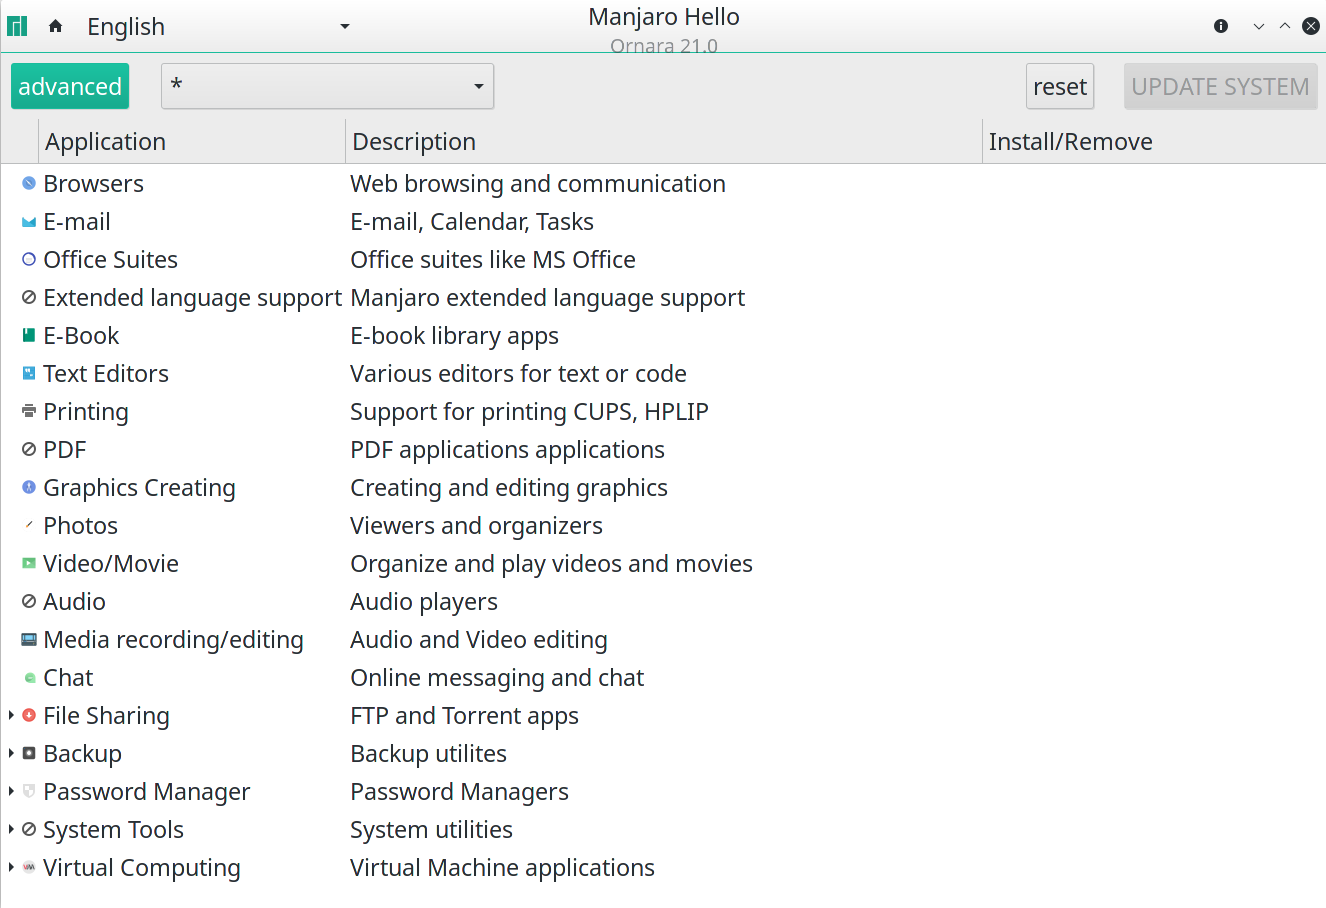 English
Manjaro Hello
Ornara 21.0
advanced * reset UPDATE SYSTEM
Application Description Install/Remove
Browsers Web browsing and communication
E-mail E-mail, Calendar, Tasks
Office Suites Office suites like MS Office
Extended language support Manjaro extended language support
E-Book E-book library apps
Text Editors Various editors for text or code
Printing Support for printing CUPS, HPLIP
PDF PDF applications applications
Graphics Creating Creating and editing graphics
Photos Viewers and organizers
Video/Movie Organize and play videos and movies
Audio Audio players
Media recording/editing Audio and Video editing
Chat Online messaging and chat
File Sharing FTP and Torrent apps
Backup Backup utilites
Password Manager Password Managers
System Tools System utilities
Virtual Computing Virtual Machine applications